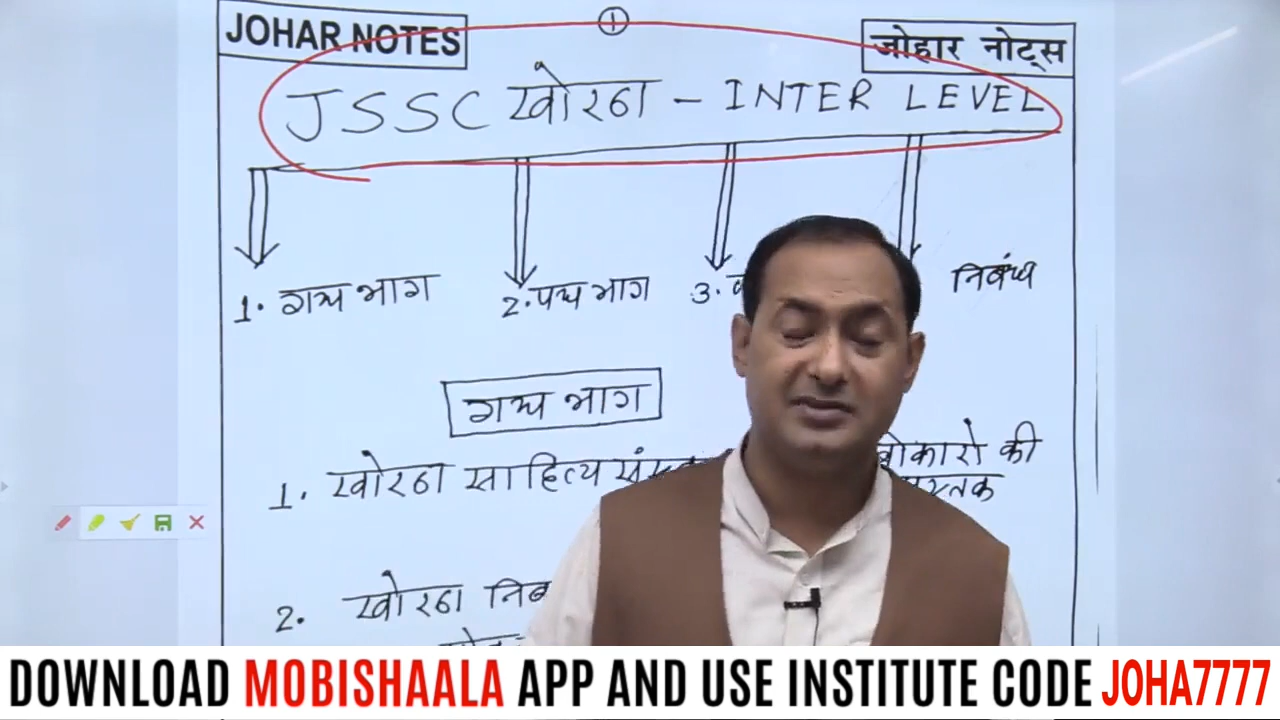 ①
JOHAR NOTES
जोहार नोट्स
JSSC खोरठा - INTER LEVEL
1. गद्य भाग 2. पद्य भाग 3. निबंध
गद्य भाग
1. खोरठा साहित्य बोकारो की
पुस्तक
2. खोरठा
DOWNLOAD MOBISHAALA APP AND USE INSTITUTE CODE JOHA7777